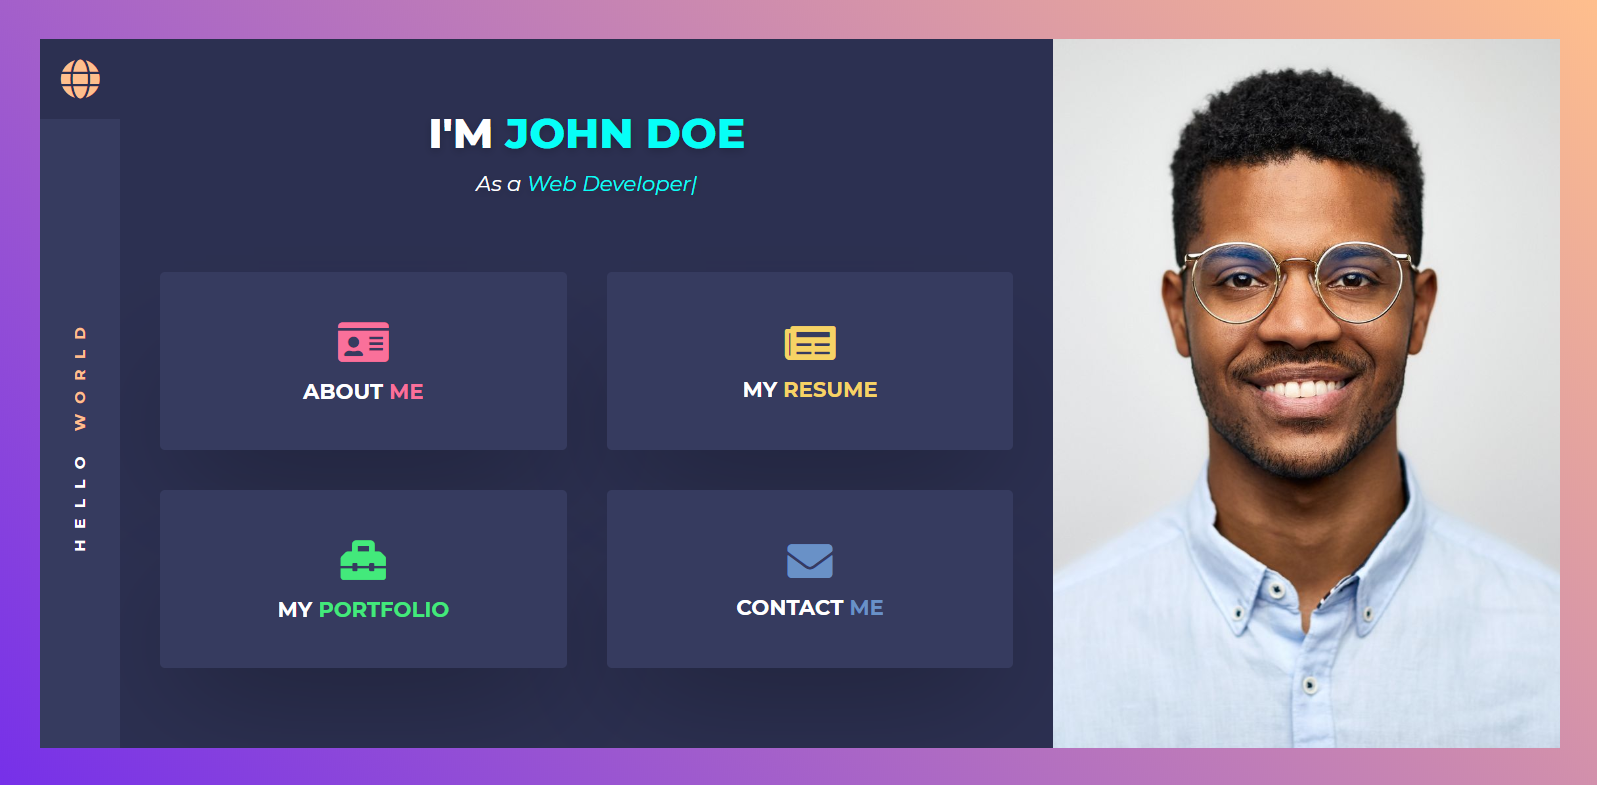 HELLO WORLD
I'M JOHN DOE
As a Web Developer|
ABOUT ME
MY RESUME
MY PORTFOLIO
CONTACT ME